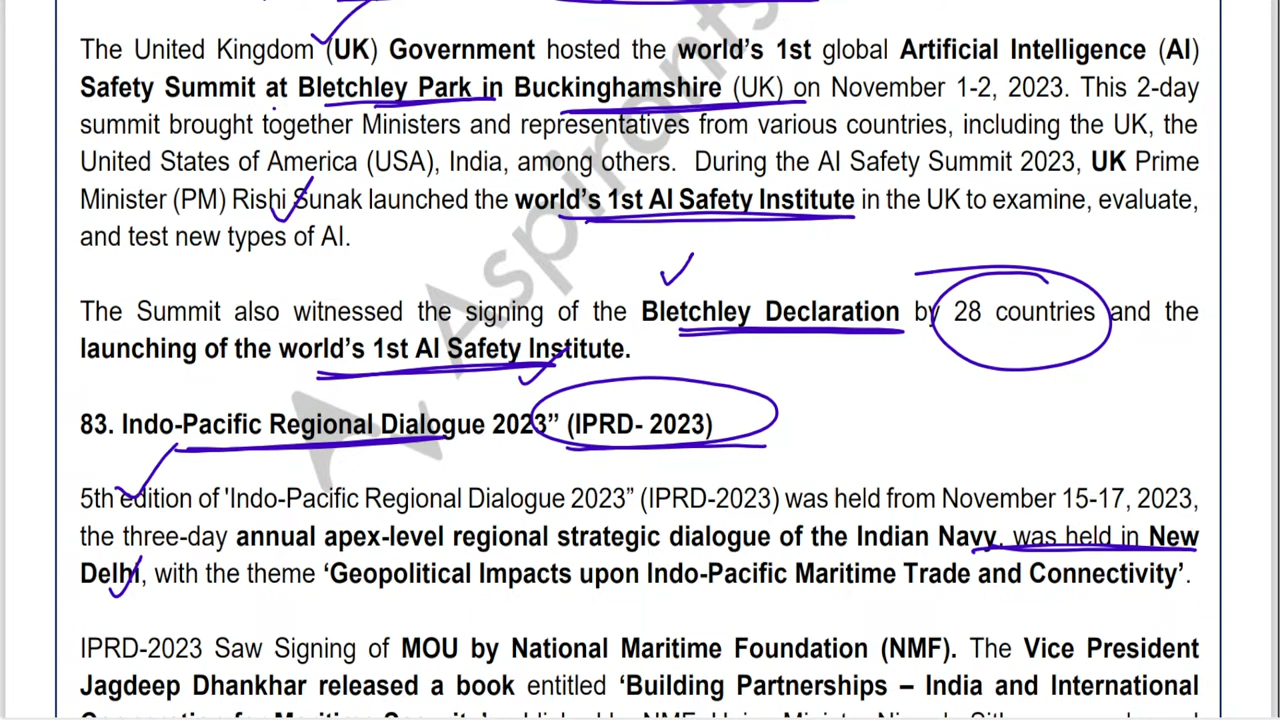 The United Kingdom (UK) Government hosted the world's 1st global Artificial Intelligence (AI)
Safety Summit at Bletchley Park in Buckinghamshire (UK) on November 1-2, 2023. This 2-day
summit brought together Ministers and representatives from various countries, including the UK, the
United States of America (USA), India, among others. During the AI Safety Summit 2023, UK Prime
Minister (PM) Rishi Sunak launched the world's 1st AI Safety Institute in the UK to examine, evaluate,
and test new types of AI.
The Summit also witnessed the signing of the Bletchley Declaration by 28 countries and the
launching of the world's 1st AI Safety Institute.
83. Indo-Pacific Regional Dialogue 2023” (IPRD- 2023)
5th edition of 'Indo-Pacific Regional Dialogue 2023” (IPRD-2023) was held from November 15-17, 2023,
the three-day annual apex-level regional strategic dialogue of the Indian Navy, was held in New
Delhi, with the theme ‘Geopolitical Impacts upon Indo-Pacific Maritime Trade and Connectivity’.
IPRD-2023 Saw Signing of MOU by National Maritime Foundation (NMF). The Vice President
Jagdeep Dhankhar released a book entitled ‘Building Partnerships – India and International
Aspirants